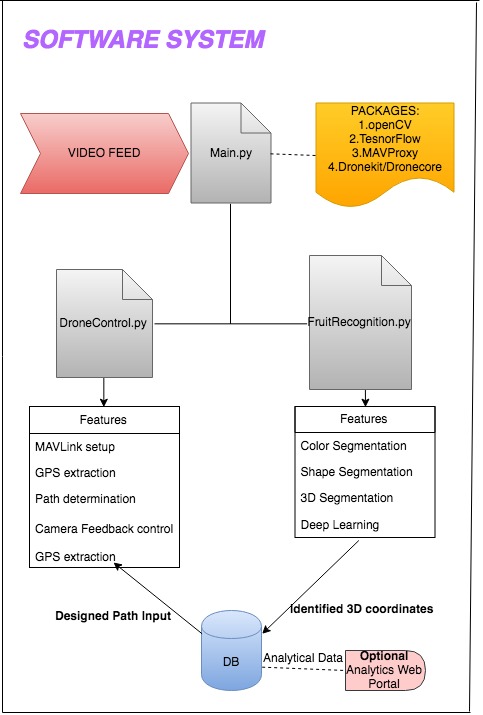 SOFTWARE SYSTEM
VIDEO FEED
Main.py
PACKAGES:
1.openCV
2.TesnorFlow
3.MAVProxy
4.Dronekit/Dronecore
DroneControl.py
FruitRecognition.py
Features
MAVLink setup
GPS extraction
Path determination
Camera Feedback control
GPS extraction
Features
Color Segmentation
Shape Segmentation
3D Segmentation
Deep Learning
Designed Path Input
Identified 3D coordinates
DB
Analytical Data
Optional
Analytics Web
Portal